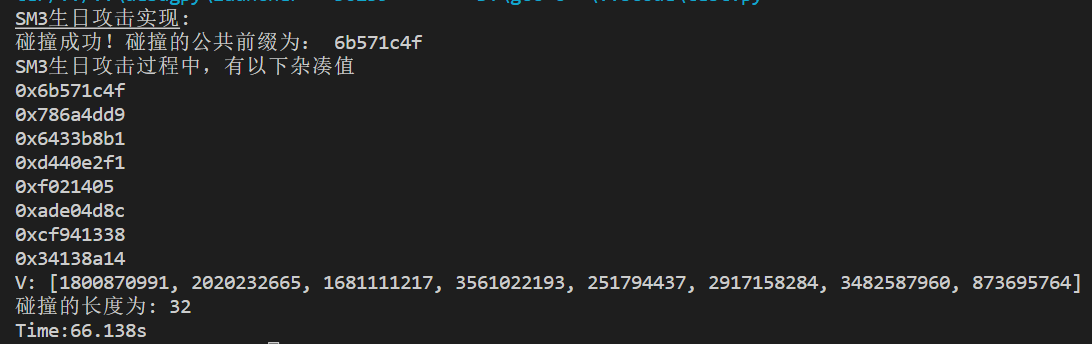 SM3生日攻击实现:
碰撞成功！碰撞的公共前缀为： 6b571c4f
SM3生日攻击过程中，有以下杂凑值
0x6b571c4f
0x786a4dd9
0x6433b8b1
0xd440e2f1
0xf021405
0xade04d8c
0xcf941338
0x34138a14
V: [1800870991, 2020232665, 1681111217, 3561022193, 251794437, 2917158284, 3482587960, 873695764]
碰撞的长度为: 32
Time:66.138s